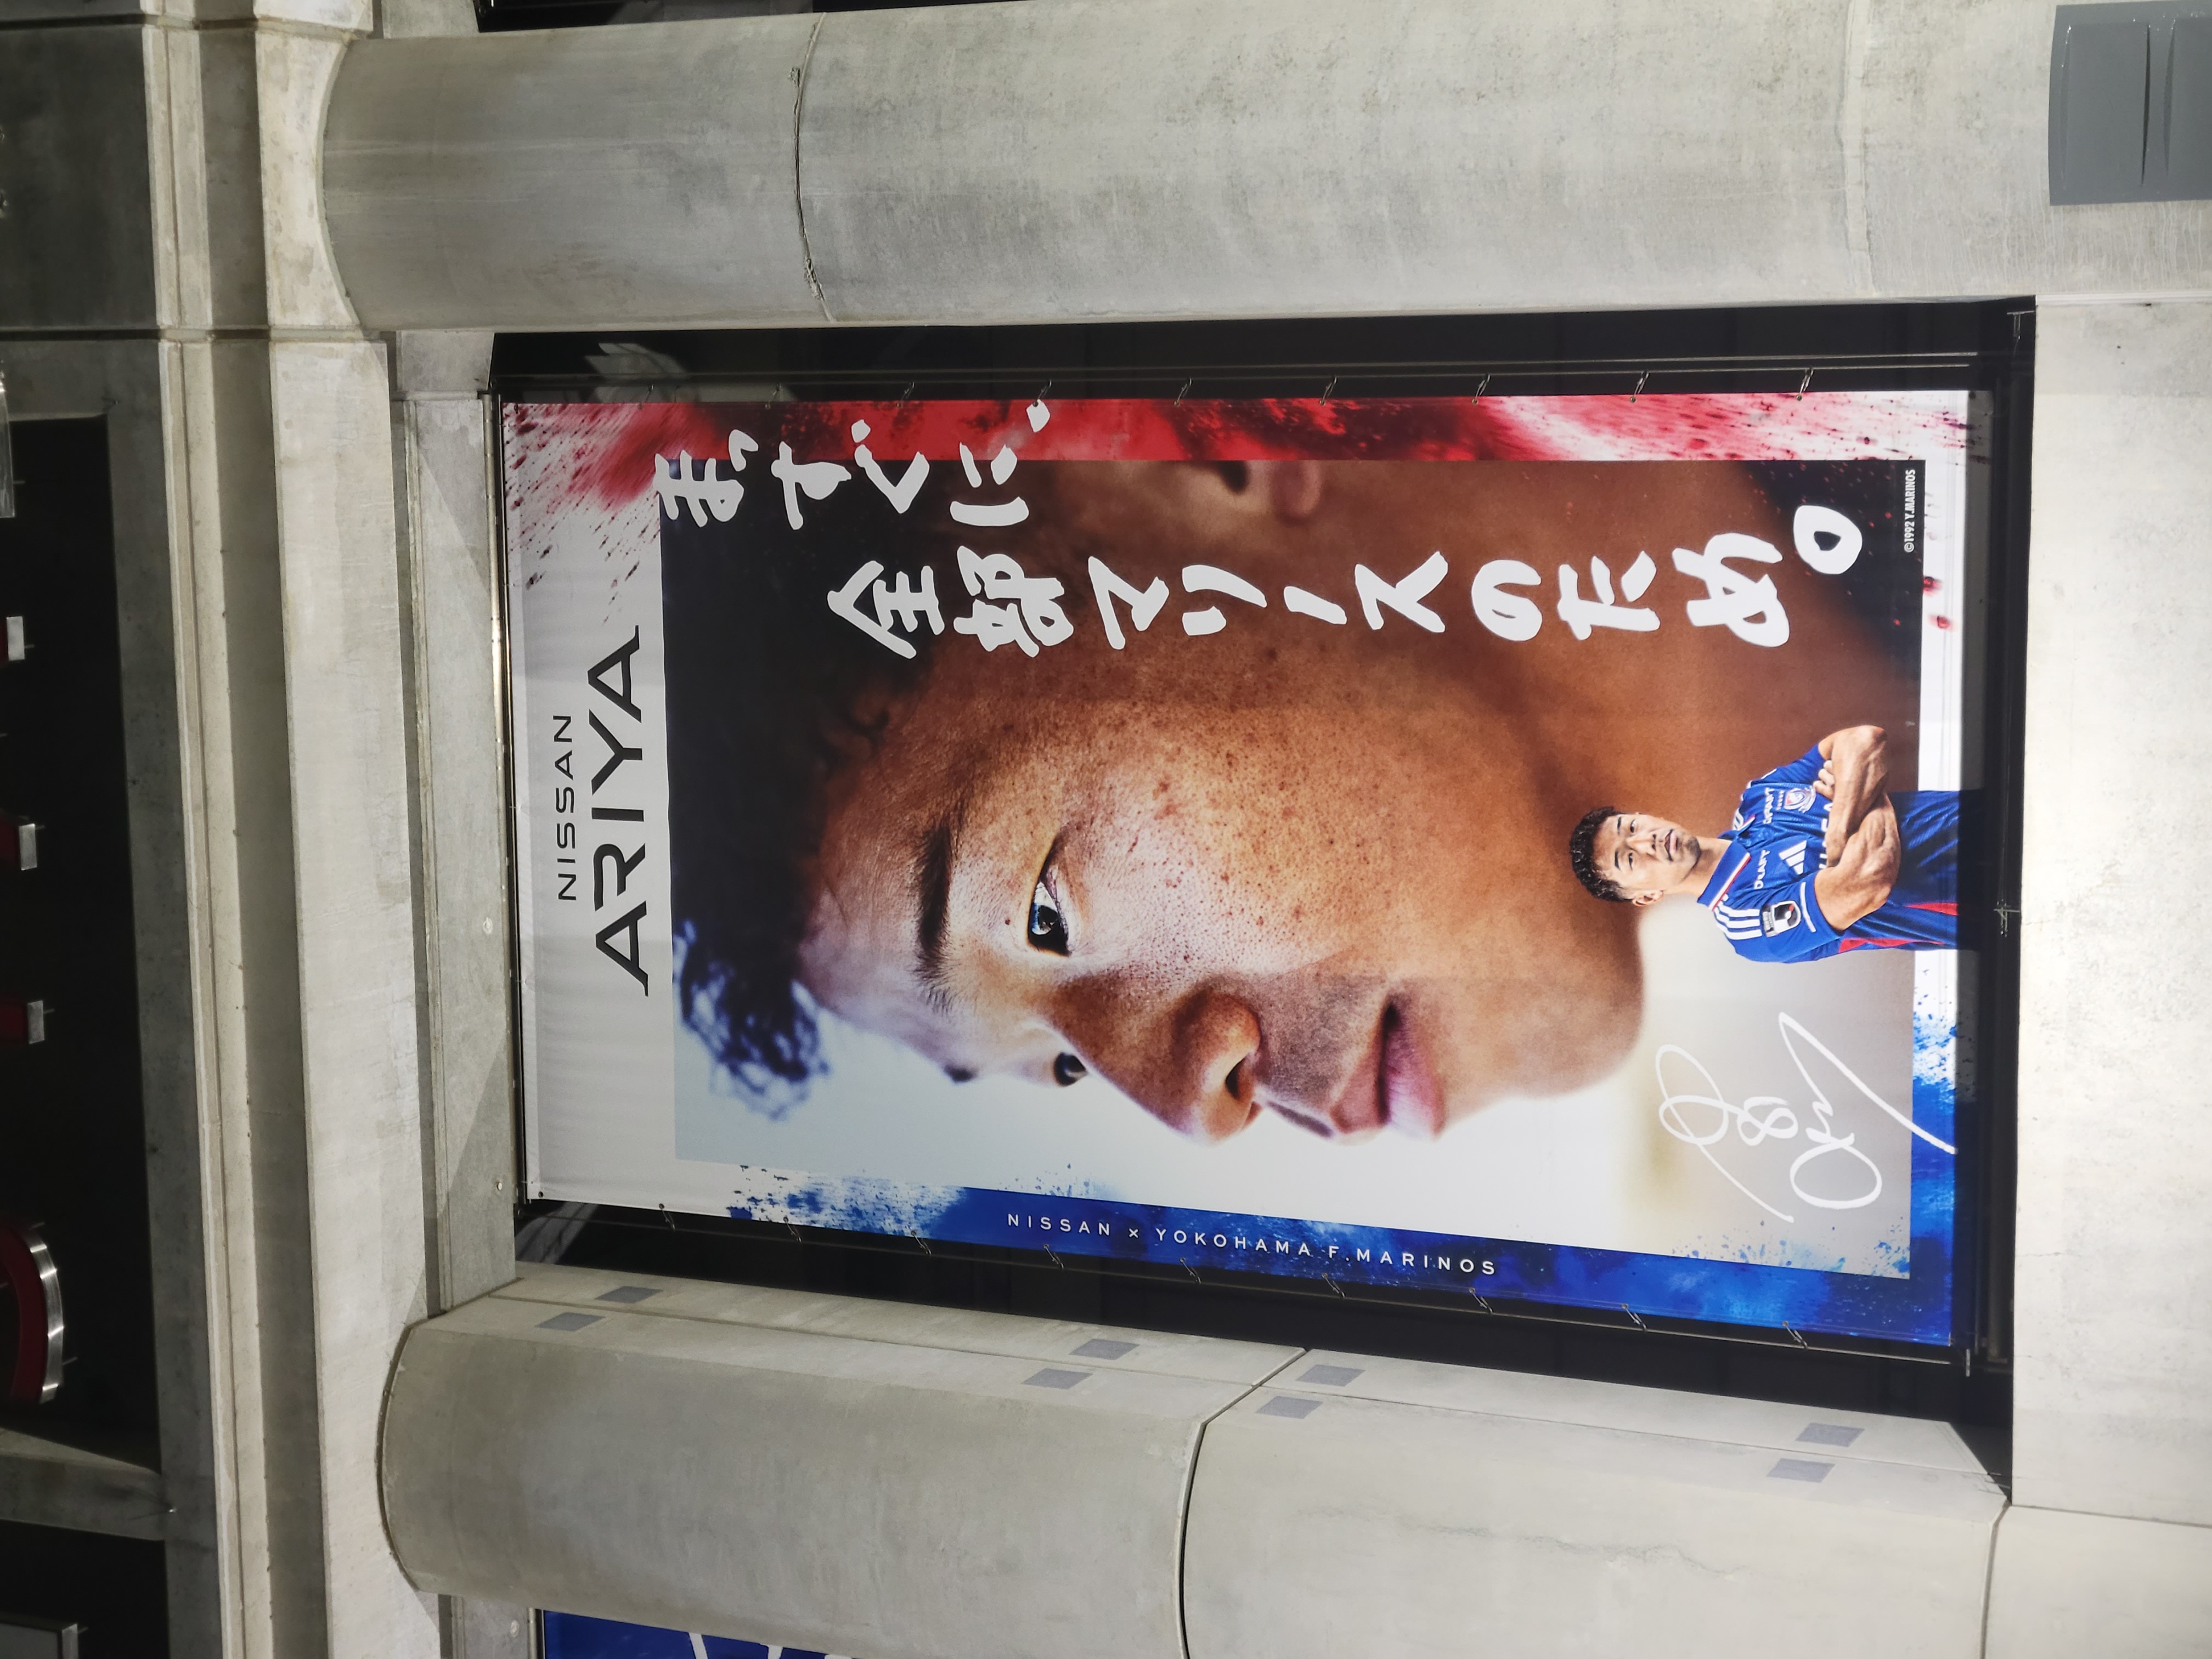 NISSAN
ARIYA
まっすぐに、
全部マリノスのため。
NISSAN × YOKOHAMA F.MARINOS
©1992 Y.MARINOS